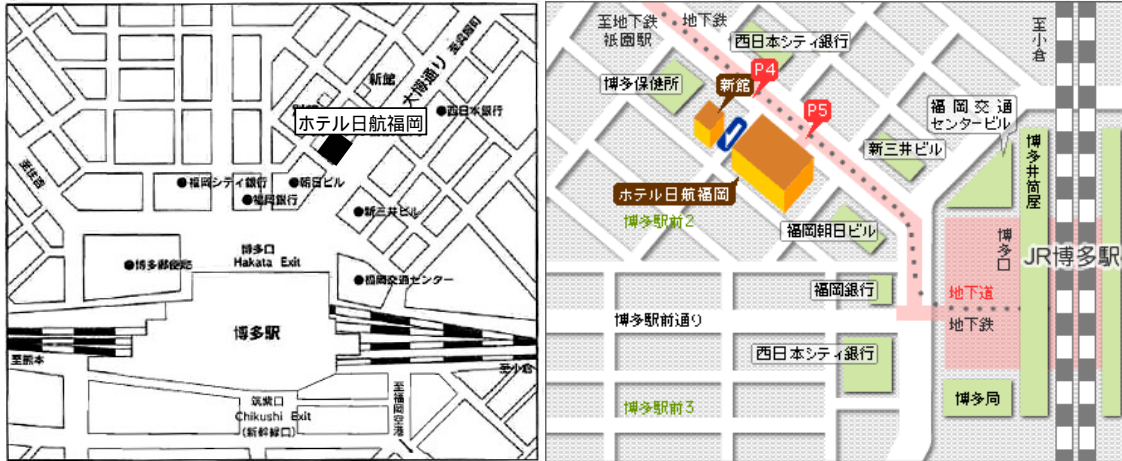 至呉服町
大博通り
新館
西日本銀行
ホテル日航福岡
至住吉
福岡シティ銀行
朝日ビル
福岡銀行
新三井ビル
博多口
Hakata Exit
博多郵便局
福岡交通センター
博多駅
至熊本
至小倉
筑紫口
Chikushi Exit
(新幹線口)
至福岡空港
至地下鉄
祇園駅
地下鉄
西日本シティ銀行
至小倉
博多保健所
新館
P4
P5
福岡交通
センタービル
新三井ビル
博多井筒屋
ホテル日航福岡
博多駅前2
福岡朝日ビル
博多口
JR博多駅
福岡銀行
地下道
博多駅前通り
地下鉄
西日本シティ銀行
博多駅前3
博多局